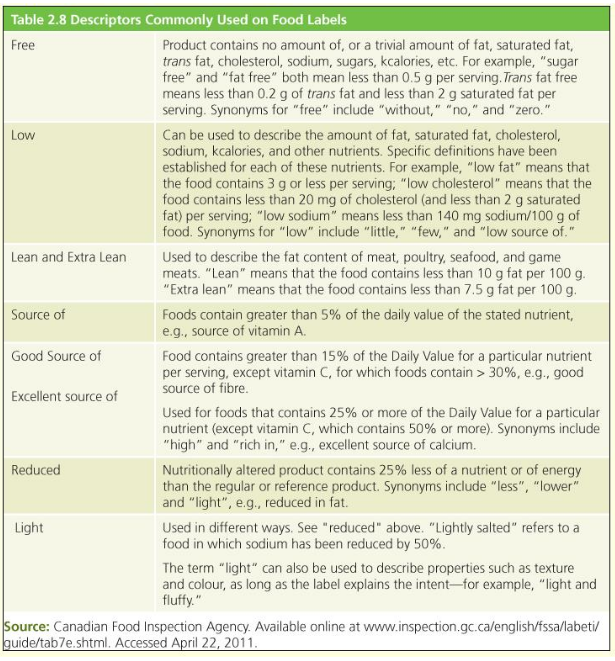 Table 2.8 Descriptors Commonly Used on Food Labels
Free
Product contains no amount of, or a trivial amount of fat, saturated fat,
trans fat, cholesterol, sodium, sugars, kcalories, etc. For example, "sugar
free" and "fat free" both mean less than 0.5 g per serving.Trans fat free
means less than 0.2 g of trans fat and less than 2 g saturated fat per
serving. Synonyms for "free" include "without," "no," and "zero."
Low
Can be used to describe the amount of fat, saturated fat, cholesterol,
sodium, kcalories, and other nutrients. Specific definitions have been
established for each of these nutrients. For example, "low fat" means that
the food contains 3 g or less per serving; "low cholesterol" means that the
food contains less than 20 mg of cholesterol (and less than 2 g saturated
fat) per serving; "low sodium" means less than 140 mg sodium/100 g of
food. Synonyms for "low" include "little," "few," and "low source of."
Lean and Extra Lean
Used to describe the fat content of meat, poultry, seafood, and game
meats. "Lean" means that the food contains less than 10 g fat per 100 g.
"Extra lean" means that the food contains less than 7.5 g fat per 100 g.
Source of
Foods contain greater than 5% of the daily value of the stated nutrient,
e.g., source of vitamin A.
Good Source of
Food contains greater than 15% of the Daily Value for a particular nutrient
per serving, except vitamin C, for which foods contain > 30%, e.g., good
source of fibre.
Excellent source of
Used for foods that contains 25% or more of the Daily Value for a particular
nutrient (except vitamin C, which contains 50% or more). Synonyms include
"high" and "rich in," e.g., excellent source of calcium.
Reduced
Nutritionally altered product contains 25% less of a nutrient or of energy
than the regular or reference product. Synonyms include "less", "lower"
and "light", e.g., reduced in fat.
Light
Used in different ways. See "reduced" above. "Lightly salted" refers to a
food in which sodium has been reduced by 50%.
The term "light" can also be used to describe properties such as texture
and colour, as long as the label explains the intent—for example, "light and
fluffy."
Source: Canadian Food Inspection Agency. Available online at www.inspection.gc.ca/english/fssa/labeti/
guide/tab7e.shtml. Accessed April 22, 2011.